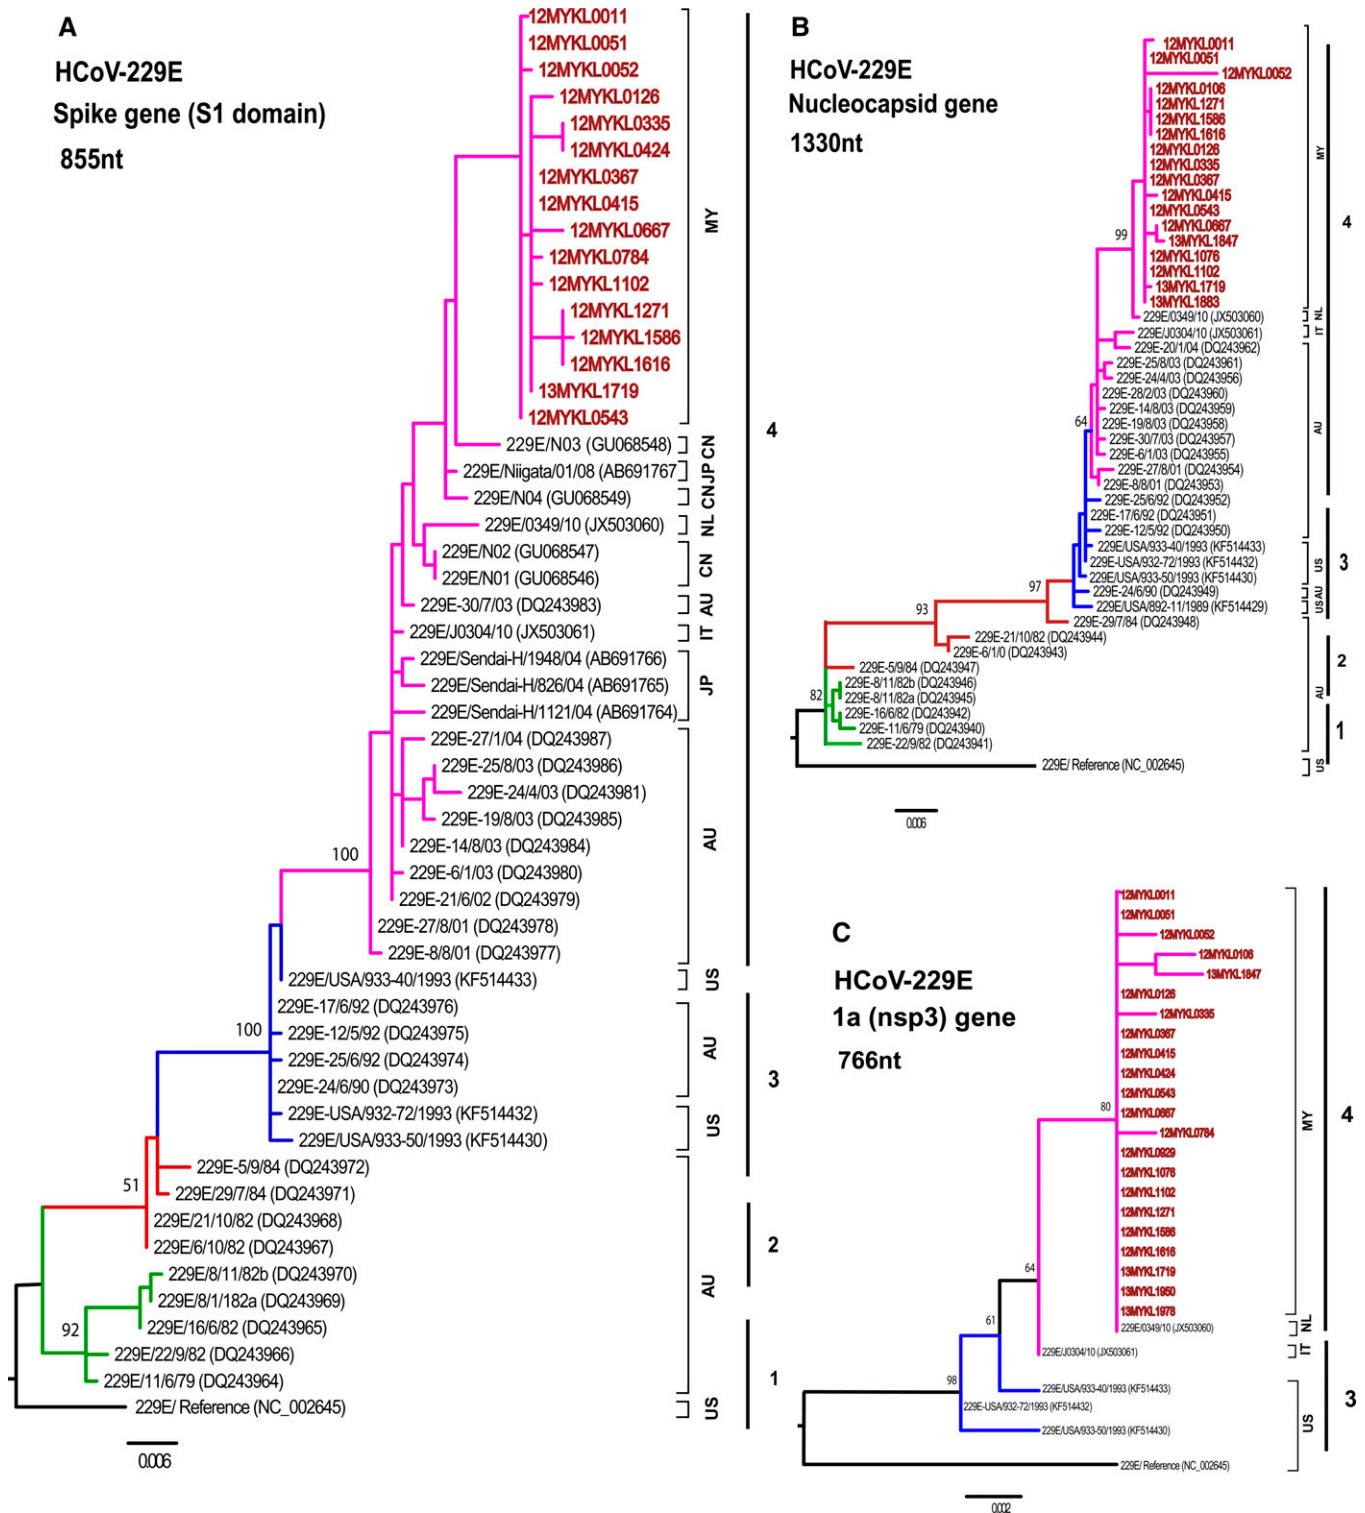 A
HCoV-229E
Spike gene (S1 domain)
855nt
12MYKL0011
12MYKL0051
12MYKL0052
12MYKL0126
12MYKL0335
12MYKL0424
12MYKL0367
12MYKL0415
12MYKL0667
12MYKL0784
12MYKL1102
12MYKL1271
12MYKL1586
12MYKL1616
13MYKL1719
12MYKL0543
229E/N03 (GU068548)
229E/Niigata/01/08 (AB691767
229E/N04 (GU068549)
229E/0349/10 (JX503060)
229E/N02 (GU068547)
229E/N01 (GU068546)
229E-30/7/03 (DQ243983)
229E/J0304/10 (JX503061)
229E/Sendai-H/1948/04 (AB691766)
229E/Sendai-H/826/04 (AB691765)
229E/Sendai-H/1121/04 (AB691764)
229E-27/1/04 (DQ243987)
229E-25/8/03 (DQ243986)
229E-24/4/03 (DQ243981)
229E-19/8/03 (DQ243985)
229E-14/8/03 (DQ243984)
229E-6/1/03 (DQ243980)
229E-21/6/02 (DQ243979)
229E-27/8/01 (DQ243978)
229E-8/8/01 (DQ243977)
229E/USA/933-40/1993 (KF514433)
229E-17/6/92 (DQ243976)
229E-12/5/92 (DQ243975)
229E-25/6/92 (DQ243974)
229E-24/6/90 (DQ243973)
229E-USA/932-72/1993 (KF514432)
229E/USA/933-50/1993 (KF514430)
229E-5/9/84 (DQ243972)
229E/29/7/84 (DQ243971)
229E/21/10/82 (DQ243968)
229E/6/10/82 (DQ243967)
229E/8/11/82b (DQ243970)
229E/8/1/182a (DQ243969)
229E/16/6/82 (DQ243965)
229E/22/9/82 (DQ243966)
229E/11/6/79 (DQ243964)
229E/ Reference (NC_002645)
100
100
51
92
MY
CN
JP
CN
NL
CN
AU
IT
JP
AU
US
AU
US
AU
US
4
3
2
1
0.006
B
HCoV-229E
Nucleocapsid gene
1330nt
12MYKL0011
12MYKL0051
12MYKL0052
12MYKL0106
12MYKL1271
12MYKL1586
12MYKL1616
12MYKL0126
12MYKL0335
12MYKL0367
12MYKL0415
12MYKL0543
12MYKL0667
13MYKL1847
12MYKL1076
12MYKL1102
13MYKL1719
13MYKL1883
229E/0349/10 (JX503060)
229E/J0304/10 (JX503061)
229E-20/1/04 (DQ243962)
229E-25/8/03 (DQ243961)
229E-24/4/03 (DQ243956)
229E-28/2/03 (DQ243960)
229E-14/8/03 (DQ243959)
229E-19/8/03 (DQ243958)
229E-30/7/03 (DQ243957)
229E-6/1/03 (DQ243955)
229E-27/8/01 (DQ243954)
229E-8/8/01 (DQ243953)
229E-25/6/92 (DQ243952)
229E-17/6/92 (DQ243951)
229E-12/5/92 (DQ243950)
229E/USA/933-40/1993 (KF514433)
229E-USA/932-72/1993 (KF514432)
229E/USA/933-50/1993 (KF514430)
229E-24/6/90 (DQ243949)
229E/USA/892-11/1989 (KF514429)
229E-29/7/84 (DQ243948)
229E-21/10/82 (DQ243944)
229E-6/1/0 (DQ243943)
229E-5/9/84 (DQ243947)
229E-8/11/82b (DQ243946)
229E-8/11/82a (DQ243945)
229E-16/6/82 (DQ243942)
229E-11/6/79 (DQ243940)
229E-22/9/82 (DQ243941)
229E/ Reference (NC_002645)
99
64
97
93
82
MY
NL
IT
AU
US
AU
US
AU
US
4
3
2
1
0.006
C
HCoV-229E
1a (nsp3) gene
766nt
12MYKL0011
12MYKL0051
12MYKL0052
12MYKL0106
13MYKL1847
12MYKL0126
12MYKL0335
12MYKL0367
12MYKL0415
12MYKL0424
12MYKL0543
12MYKL0667
12MYKL0784
12MYKL0929
12MYKL1076
12MYKL1102
12MYKL1271
12MYKL1586
12MYKL1616
13MYKL1719
13MYKL1950
13MYKL1978
229E/0349/10 (JX503060)
229E/J0304/10 (JX503061)
229E/USA/933-40/1993 (KF514433)
229E-USA/932-72/1993 (KF514432)
229E/USA/933-50/1993 (KF514430)
229E/ Reference (NC_002645)
80
64
61
98
MY
NL
IT
US
4
3
0.002